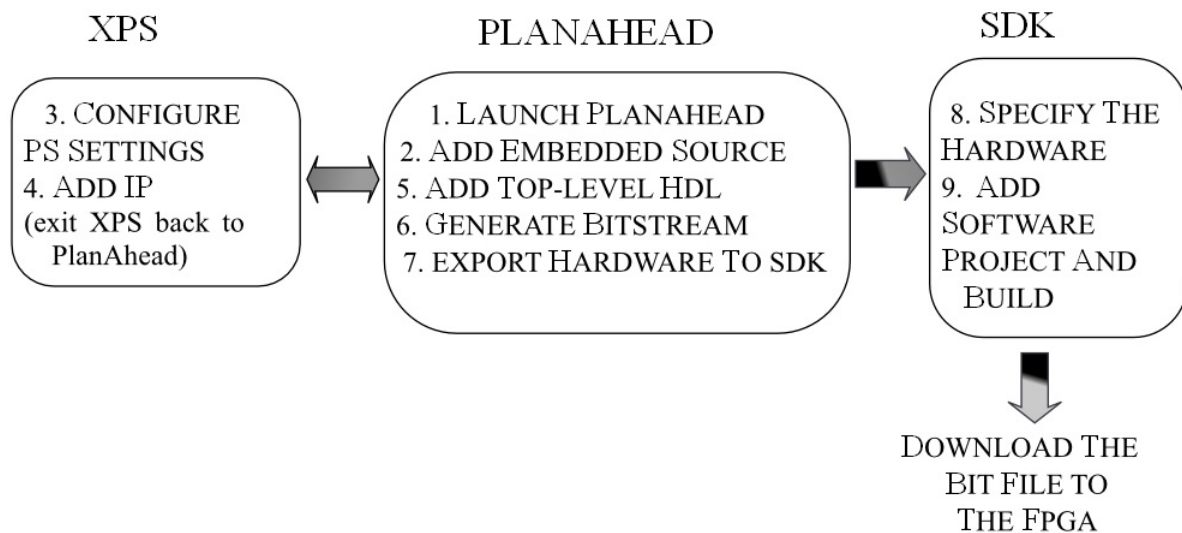 XPS
PLANAHEAD
SDK
3. CONFIGURE
PS SETTINGS
4. ADD IP
(exit XPS back to
PlanAhead)
1. LAUNCH PLANAHEAD
2. ADD EMBEDDED SOURCE
5. ADD TOP-LEVEL HDL
6. GENERATE BITSTREAM
7. EXPORT HARDWARE TO SDK
8. SPECIFY THE
HARDWARE
9. ADD
SOFTWARE
PROJECT AND
BUILD
DOWNLOAD THE
BIT FILE TO
THE FPGA